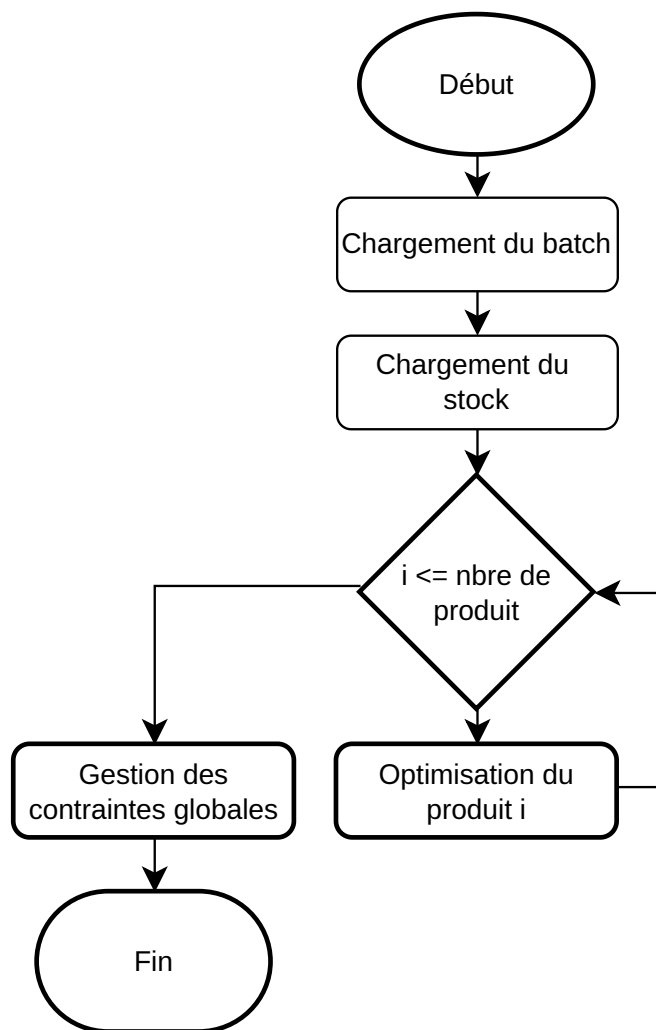 Début
Chargement du batch
Chargement du
stock
i <= nbre de
produit
Gestion des
contraintes globales
Optimisation du
produit i
Fin